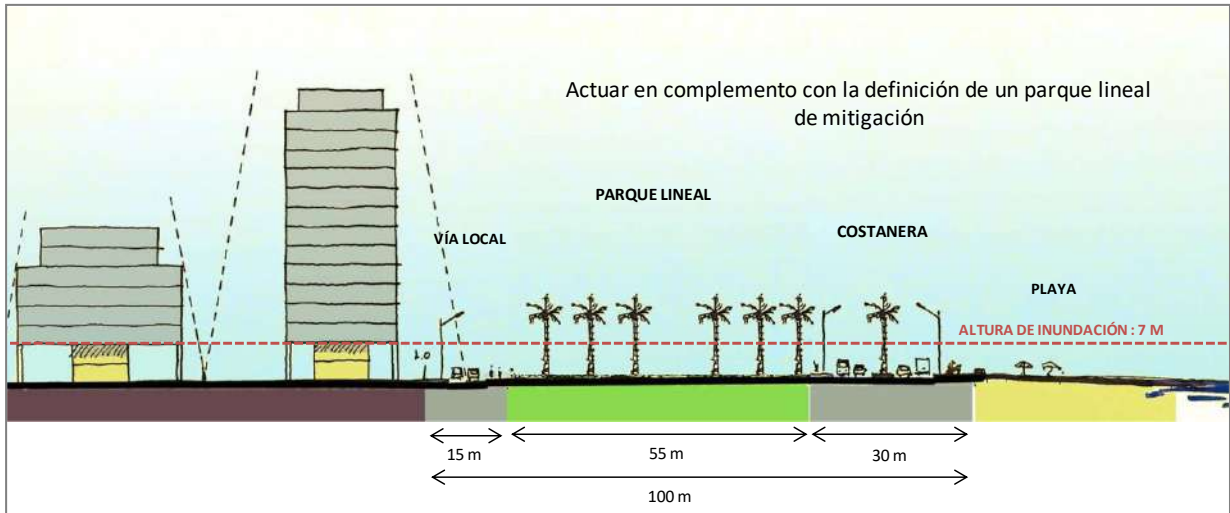 Actuar en complemento con la definición de un parque lineal
de mitigación
PARQUE LINEAL
VÍA LOCAL
COSTANERA
PLAYA
ALTURA DE INUNDACIÓN : 7 M
15 m
55 m
30 m
100 m